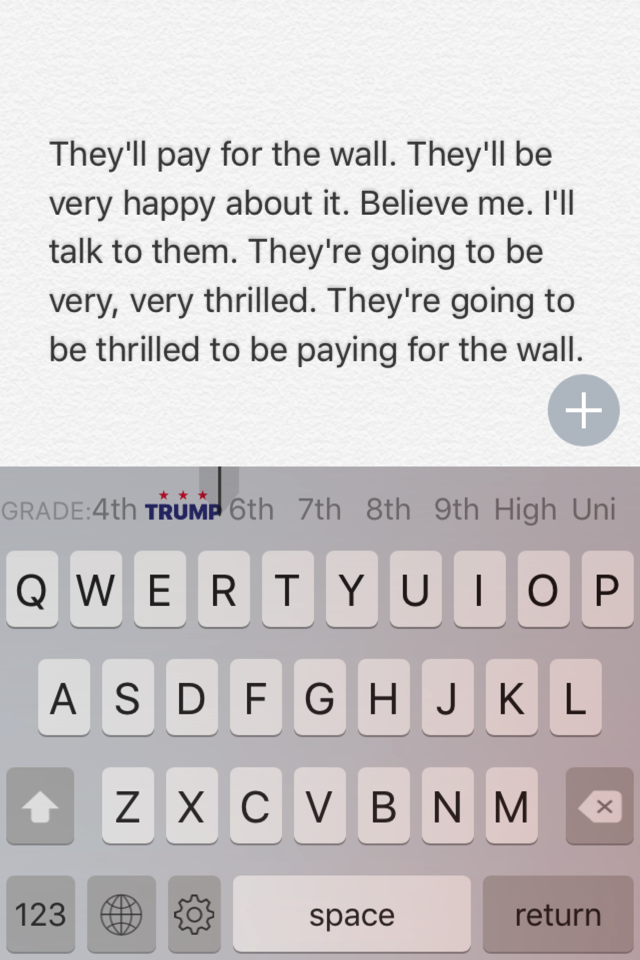 They'll pay for the wall. They'll be
very happy about it. Believe me. I'll
talk to them. They're going to be
very, very thrilled. They're going to
be thrilled to be paying for the wall.
GRADE: 4th TRUMP 6th 7th 8th 9th High Uni
Q W E R T Y U I O P
A S D F G H J K L
Z X C V B N M
123 space return